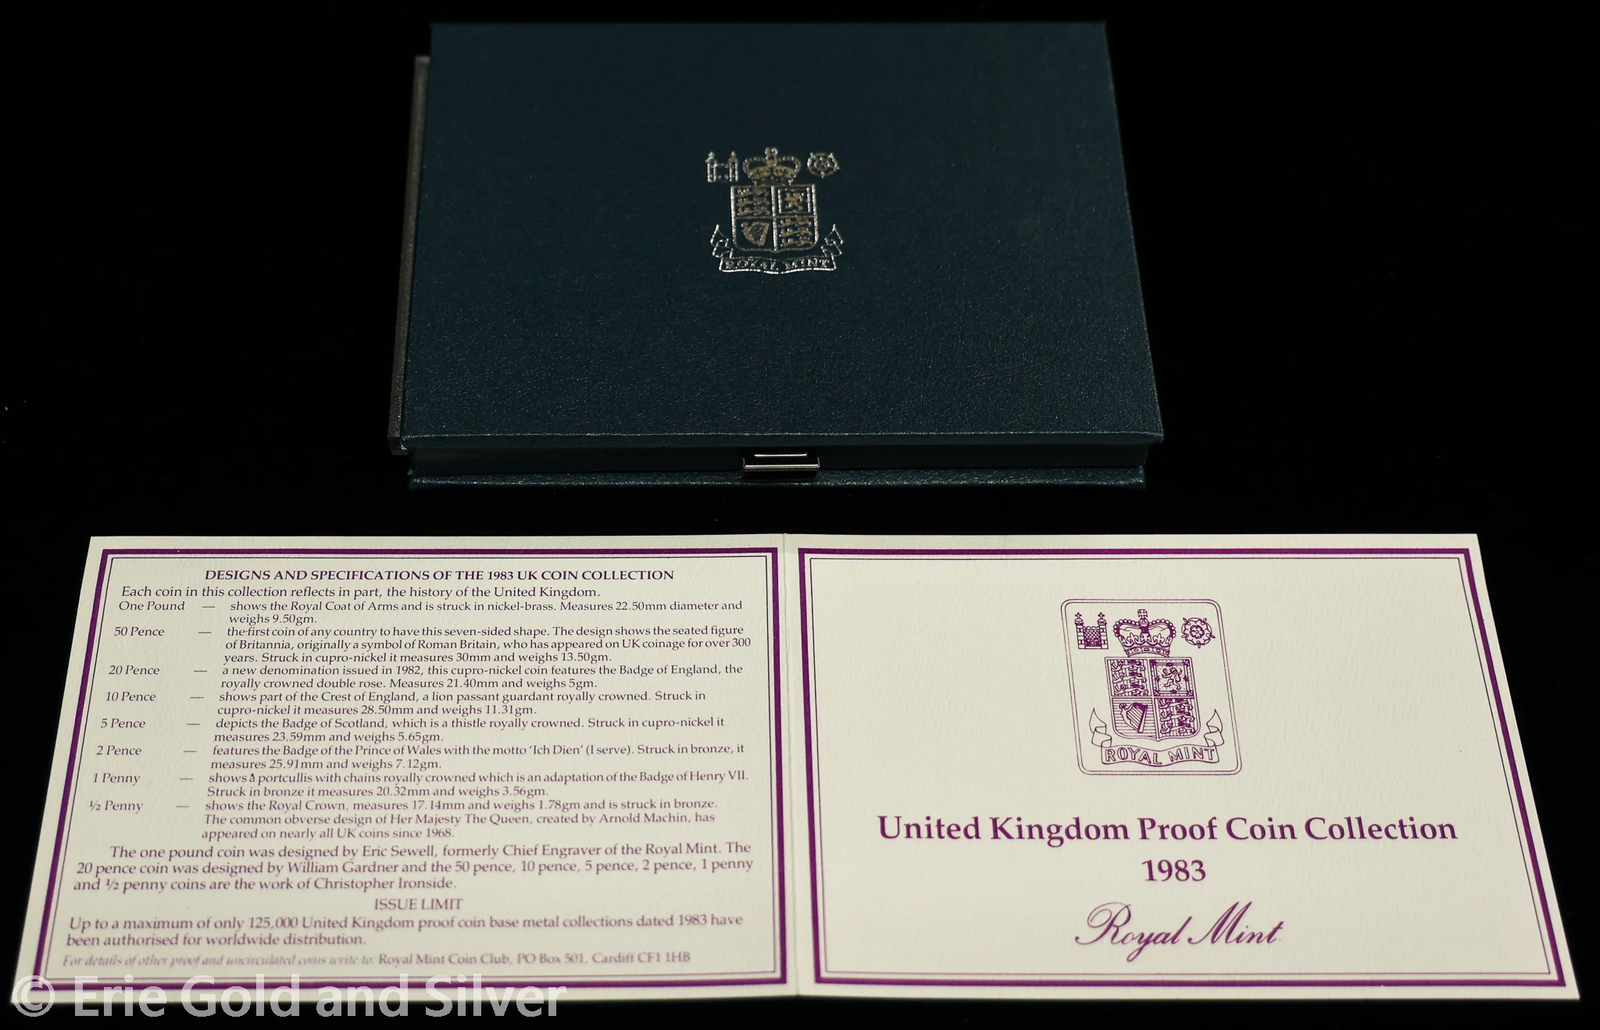 ROYAL MINT
DESIGNS AND SPECIFICATIONS OF THE 1983 UK COIN COLLECTION
Each coin in this collection reflects in part, the history of the United Kingdom.
One Pound — shows the Royal Coat of Arms and is struck in nickel-brass. Measures 22.50mm diameter and
weighs 9.50gm.
50 Pence — the first coin of any country to have this seven-sided shape. The design shows the seated figure
of Britannia, originally a symbol of Roman Britain, who has appeared on UK coinage for over 300
years. Struck in cupro-nickel it measures 30mm and weighs 13.50gm.
20 Pence — a new denomination issued in 1982, this cupro-nickel coin features the Badge of England, the
royally crowned double rose. Measures 21.40mm and weighs 5gm.
10 Pence — shows part of the Crest of England, a lion passant guardant royally crowned. Struck in
cupro-nickel it measures 28.50mm and weighs 11.31gm.
5 Pence — depicts the Badge of Scotland, which is a thistle royally crowned. Struck in cupro-nickel it
measures 23.59mm and weighs 5.65gm.
2 Pence — features the Badge of the Prince of Wales with the motto 'Ich Dien' (I serve). Struck in bronze, it
measures 25.91mm and weighs 7.12gm.
1 Penny — shows a portcullis with chains royally crowned which is an adaptation of the Badge of Henry VII.
Struck in bronze it measures 20.32mm and weighs 3.56gm.
½ Penny — shows the Royal Crown, measures 17.14mm and weighs 1.78gm and is struck in bronze.
The common obverse design of Her Majesty The Queen, created by Arnold Machin, has
appeared on nearly all UK coins since 1968.
The one pound coin was designed by Eric Sewell, formerly Chief Engraver of the Royal Mint. The
20 pence coin was designed by William Gardner and the 50 pence, 10 pence, 5 pence, 2 pence, 1 penny
and ½ penny coins are the work of Christopher Ironside.
ISSUE LIMIT
Up to a maximum of only 125,000 United Kingdom proof coin base metal collections dated 1983 have
been authorised for worldwide distribution.
For details of other proof and uncirculated coins write to: Royal Mint Coin Club, PO Box 501, Cardiff CF1 1HB
ROYAL MINT
United Kingdom Proof Coin Collection
1983
Royal Mint
© Erie Gold and Silver